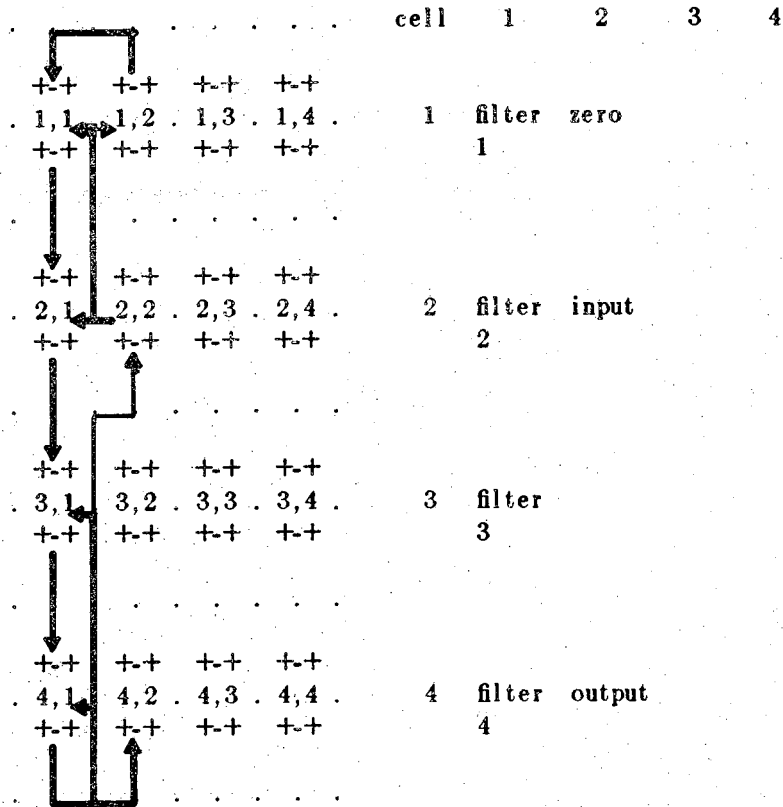 . . . . . . cell 1 2 3 4
+-+ +-+ +-+ +-+
. 1,1 1,2 . 1,3 . 1,4 . 1 filter zero
+-+ +-+ +-+ +-+ 1
. . . . . . .
+-+ +-+ +-+ +-+
. 2,1 2,2 . 2,3 . 2,4 . 2 filter input
+-+ +-+ +-+ +-+ 2
. . . . . .
+-+ +-+ +-+ +-+
. 3,1 3,2 . 3,3 . 3,4 . 3 filter
+-+ +-+ +-+ +-+ 3
. . . . . . .
+-+ +-+ +-+ +-+
. 4,1 4,2 . 4,3 . 4,4 . 4 filter output
+-+ +-+ +-+ +-+ 4
. . . . . .